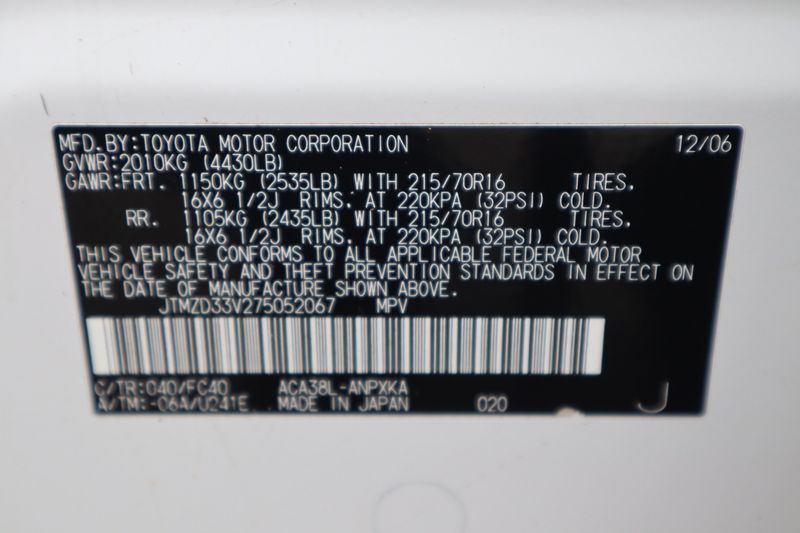 MFD.BY:TOYOTA MOTOR CORPORATION 12/06
GVWR:2010KG (4430LB)
GAWR:FRT. 1150KG (2535LB) WITH 215/70R16 TIRES,
16X6 1/2J RIMS. AT 220KPA (32PSI) COLD.
RR. 1105KG (2435LB) WITH 215/70R16 TIRES,
16X6 1/2J RIMS. AT 220KPA (32PSI) COLD.
THIS VEHICLE CONFORMS TO ALL APPLICABLE FEDERAL MOTOR
VEHICLE SAFETY AND THEFT PREVENTION STANDARDS IN EFFECT ON
THE DATE OF MANUFACTURE SHOWN ABOVE.
JTMZD33V275052067 MPV
C/TR:040/FC40 ACA38L-ANPXKA
A/TM:-06A/U241E MADE IN JAPAN 020 J